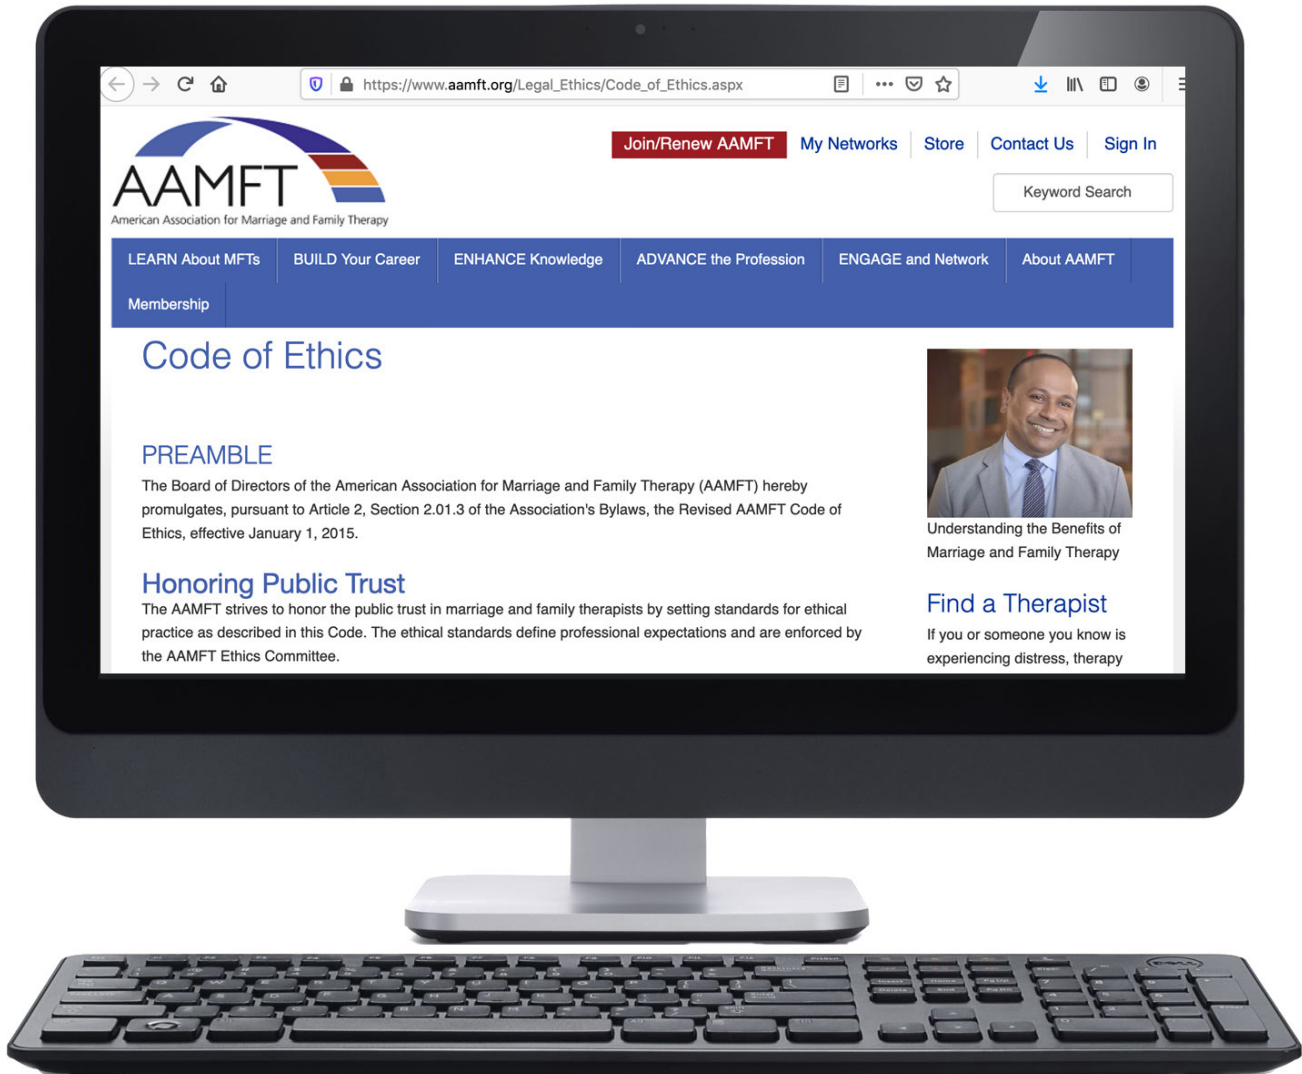 https://www.aamft.org/Legal_Ethics/Code_of_Ethics.aspx
Join/Renew AAMFT My Networks Store Contact Us Sign In
Keyword Search
AAMFT
American Association for Marriage and Family Therapy
LEARN About MFTs BUILD Your Career ENHANCE Knowledge ADVANCE the Profession ENGAGE and Network About AAMFT
Membership
Code of Ethics
PREAMBLE
The Board of Directors of the American Association for Marriage and Family Therapy (AAMFT) hereby
promulgates, pursuant to Article 2, Section 2.01.3 of the Association's Bylaws, the Revised AAMFT Code of
Ethics, effective January 1, 2015.
Honoring Public Trust
The AAMFT strives to honor the public trust in marriage and family therapists by setting standards for ethical
practice as described in this Code. The ethical standards define professional expectations and are enforced by
the AAMFT Ethics Committee.
Understanding the Benefits of
Marriage and Family Therapy
Find a Therapist
If you or someone you know is
experiencing distress, therapy
DELL